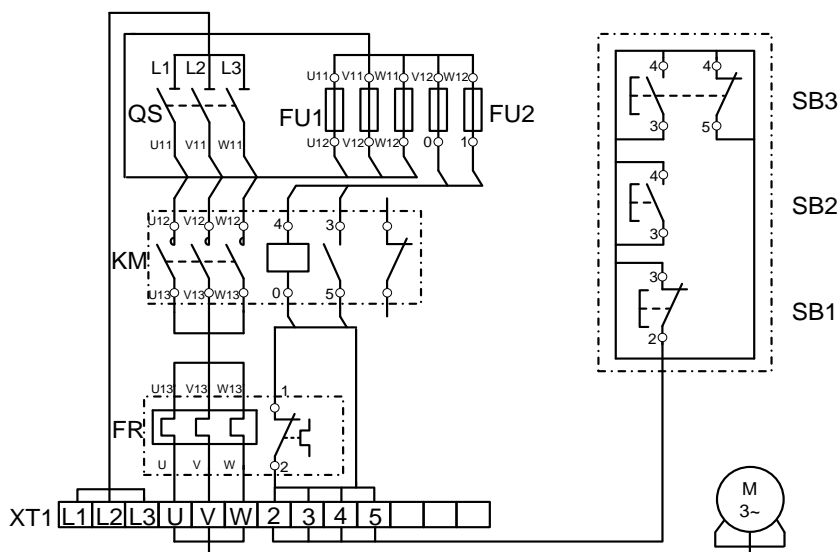 L1 L2 L3
QS
U11 V11 W11
U11 V11 W11 V12 W12
FU1 FU2
U12 V12 W12 0 1
4 4
SB3
3 5
4
SB2
3
3
SB1
2
U12 V12 W12 4 3
KM
U13 V13 W13 0 5
U13 V13 W13 1
FR
U V W 2
XT1 L1 L2 L3 U V W 2 3 4 5
M
3~